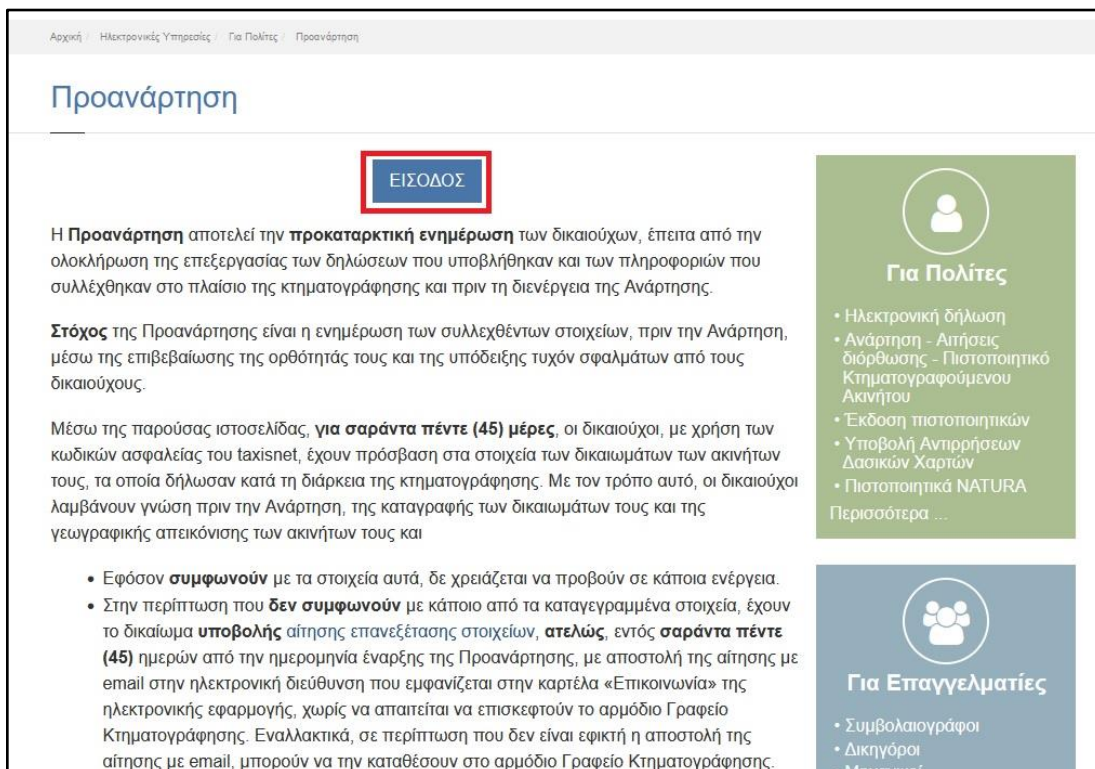 Αρχική / Ηλεκτρονικές Υπηρεσίες / Για Πολίτες / Προανάρτηση
Προανάρτηση
ΕΙΣΟΔΟΣ
Η Προανάρτηση αποτελεί την προκαταρκτική ενημέρωση των δικαιούχων, έπειτα από την
ολοκλήρωση της επεξεργασίας των δηλώσεων που υποβλήθηκαν και των πληροφοριών που
συλλέχθηκαν στο πλαίσιο της κτηματογράφησης και πριν τη διενέργεια της Ανάρτησης.
Στόχος της Προανάρτησης είναι η ενημέρωση των συλλεχθέντων στοιχείων, πριν την Ανάρτηση,
μέσω της επιβεβαίωσης της ορθότητάς τους και της υπόδειξης τυχόν σφαλμάτων από τους
δικαιούχους.
Μέσω της παρούσας ιστοσελίδας, για σαράντα πέντε (45) μέρες, οι δικαιούχοι, με χρήση των
κωδικών ασφαλείας του taxisnet, έχουν πρόσβαση στα στοιχεία των δικαιωμάτων των ακινήτων
τους, τα οποία δήλωσαν κατά τη διάρκεια της κτηματογράφησης. Με τον τρόπο αυτό, οι δικαιούχοι
λαμβάνουν γνώση πριν την Ανάρτηση, της καταγραφής των δικαιωμάτων τους και της
γεωγραφικής απεικόνισης των ακινήτων τους και
• Εφόσον συμφωνούν με τα στοιχεία αυτά, δε χρειάζεται να προβούν σε κάποια ενέργεια.
• Στην περίπτωση που δεν συμφωνούν με κάποιο από τα καταγεγραμμένα στοιχεία, έχουν
το δικαίωμα υποβολής αίτησης επανεξέτασης στοιχείων, ατελώς, εντός σαράντα πέντε
(45) ημερών από την ημερομηνία έναρξης της Προανάρτησης, με αποστολή της αίτησης με
email στην ηλεκτρονική διεύθυνση που εμφανίζεται στην καρτέλα «Επικοινωνία» της
ηλεκτρονικής εφαρμογής, χωρίς να απαιτείται να επισκεφτούν το αρμόδιο Γραφείο
Κτηματογράφησης. Εναλλακτικά, σε περίπτωση που δεν είναι εφικτή η αποστολή της
αίτησης με email, μπορούν να την καταθέσουν στο αρμόδιο Γραφείο Κτηματογράφησης.
Για Πολίτες
• Ηλεκτρονική δήλωση
• Ανάρτηση - Αιτήσεις
διόρθωσης - Πιστοποιητικό
Κτηματογραφούμενου
Ακινήτου
• Έκδοση πιστοποιητικών
• Υποβολή Αντιρρήσεων
Δασικών Χαρτών
• Πιστοποιητικά NATURA
Περισσότερα ...
Για Επαγγελματίες
• Συμβολαιογράφοι
• Δικηγόροι